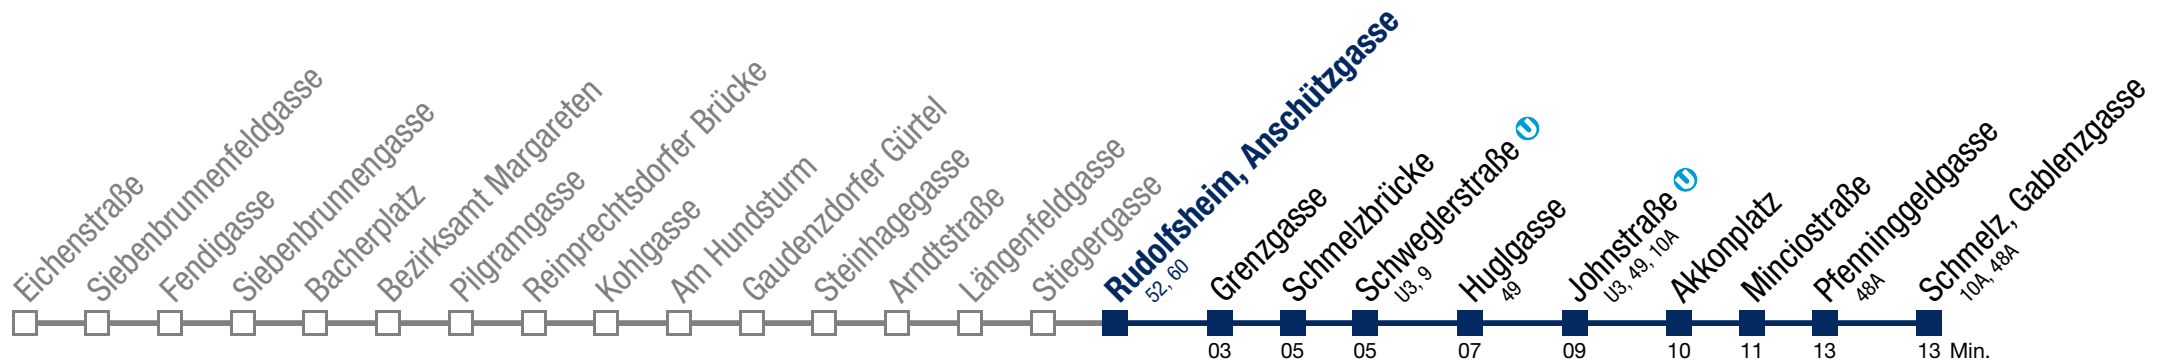 Eichenstraße
Siebenbrunnenfeldgasse
Fendigasse
Siebenbrunnengasse
Bacherplatz
Bezirksamt Margareten
Pilgramgasse
Reinprechtsdorfer Brücke
Kohlgasse
Am Hundsturm
Gaudenzdorfer Gürtel
Steinhagegasse
Arndtstraße
Längenfeldgasse
Stiegergasse
Rudolfsheim, Anschützgasse
52, 60
Grenzgasse
Schmelzbrücke
Schweglerstraße U
U3, 9
Huglgasse
49
Johnstraße U
U3, 49, 10A
Akkonplatz
Minciostraße
Pfenninggeldgasse
48A
Schmelz, Gablenzgasse
10A, 48A
03 05 05 07 09 10 11 13 13 Min.